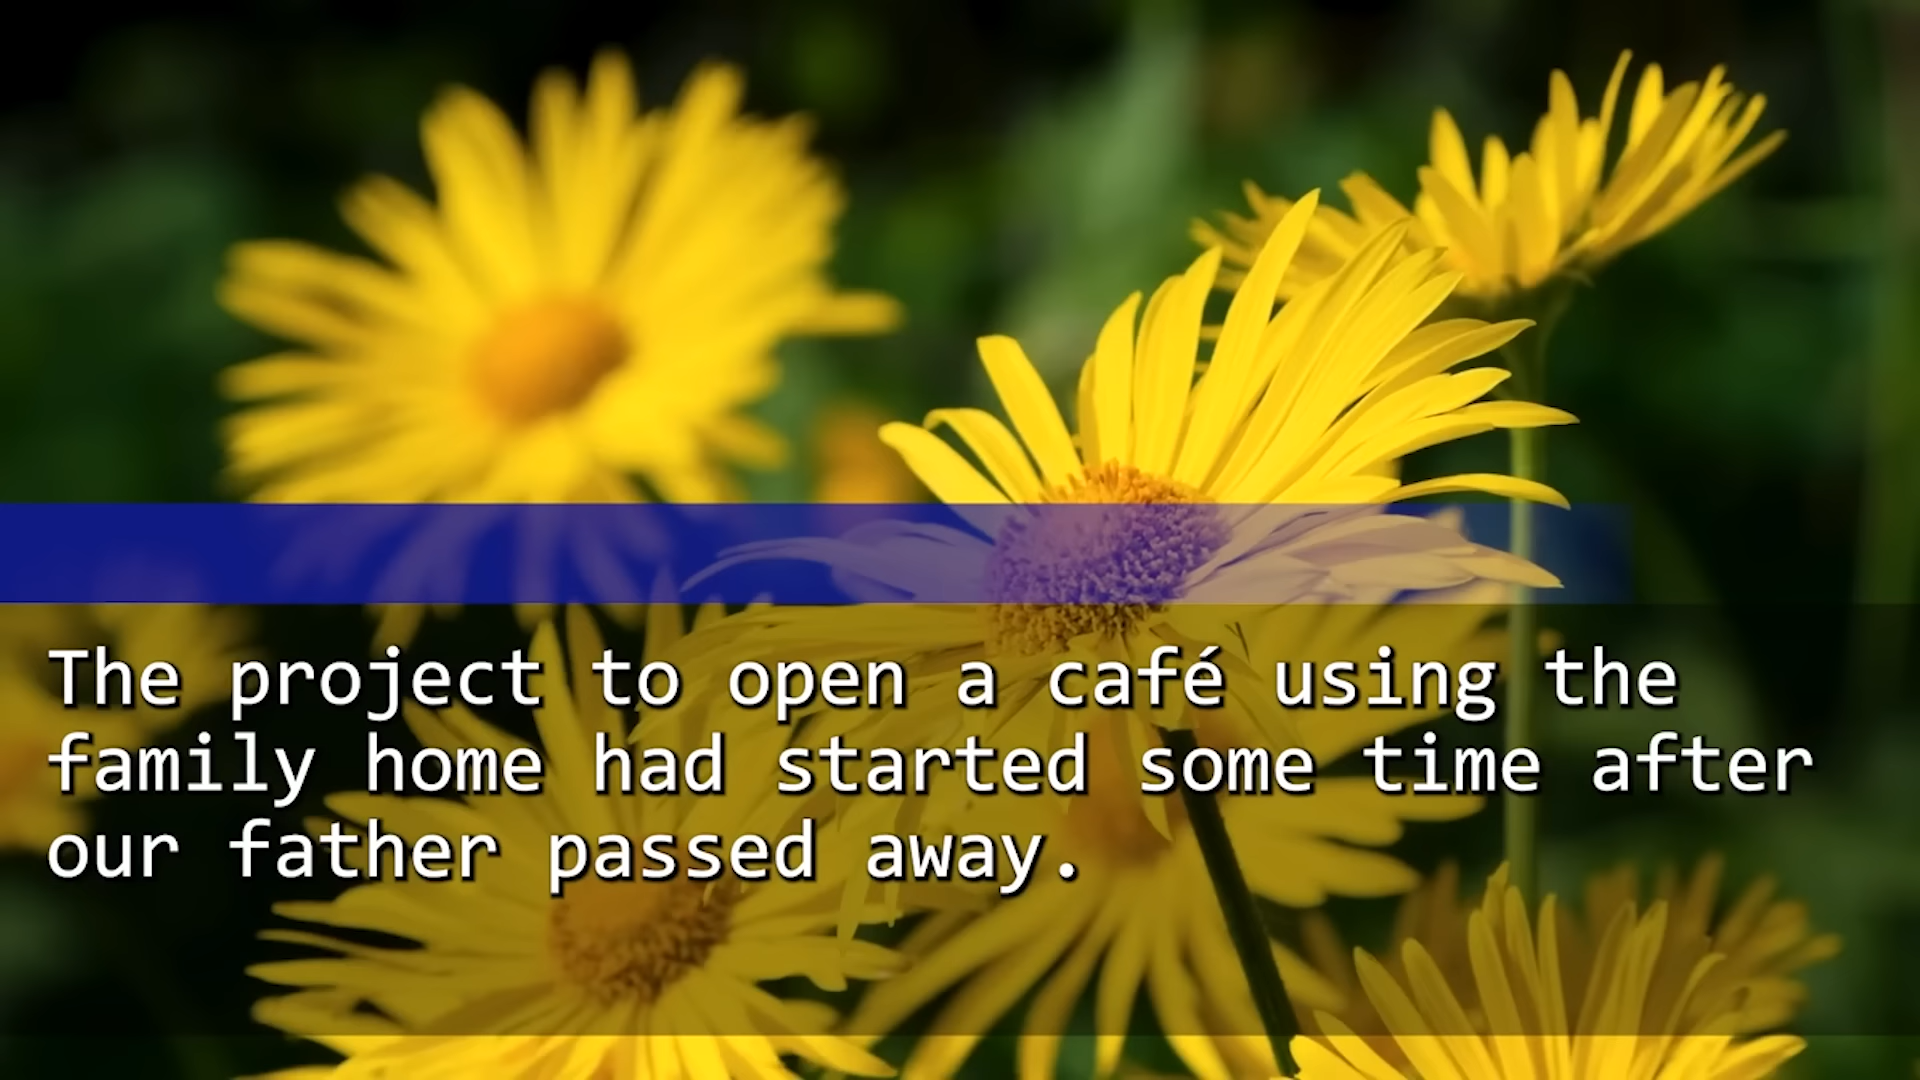 The project to open a café using the
family home had started some time after
our father passed away.